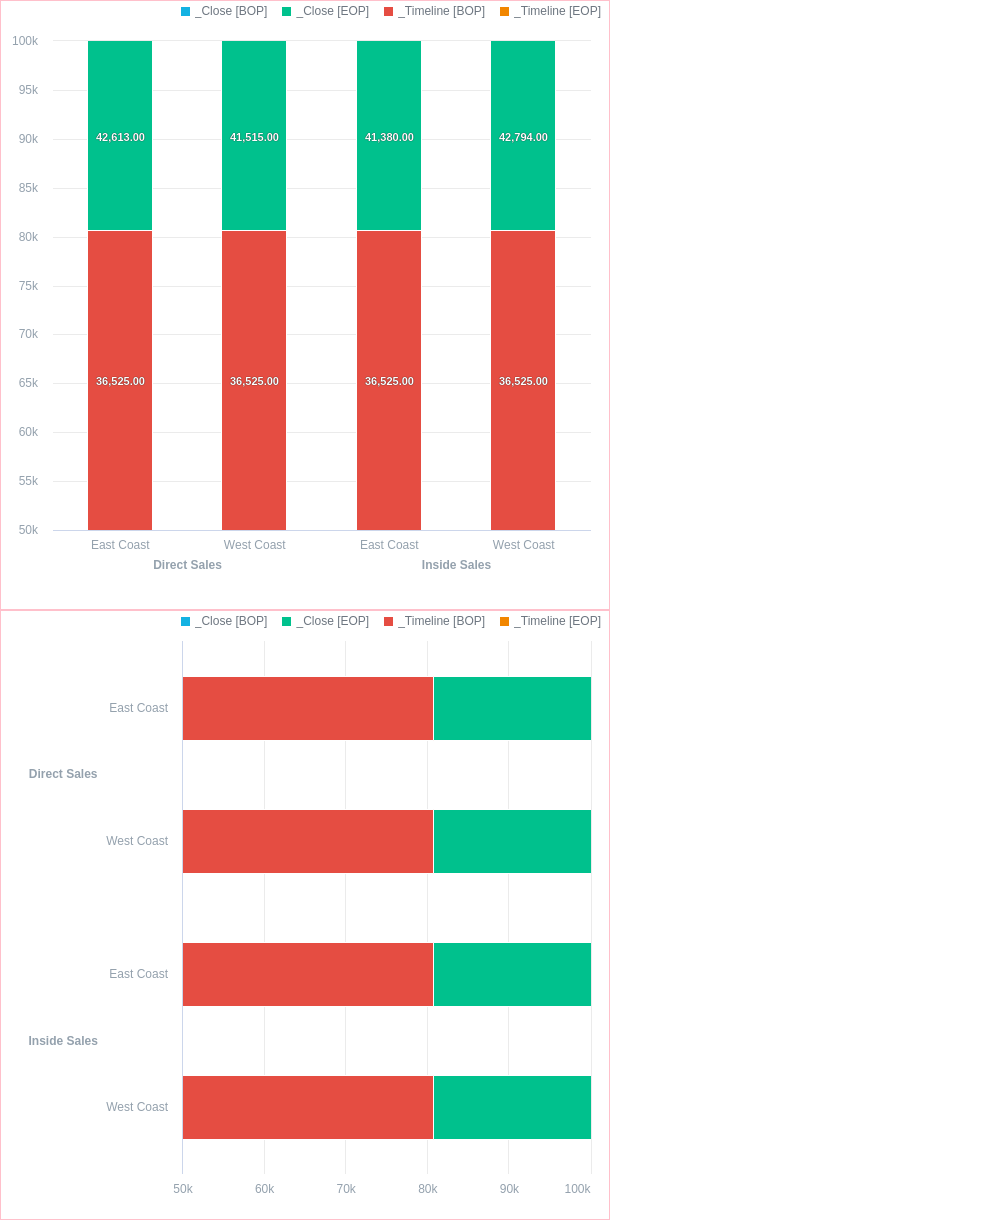 _Close [BOP] _Close [EOP] _Timeline [BOP] _Timeline [EOP]
100k
95k
90k
85k
80k
75k
70k
65k
60k
55k
50k
42,613.00 41,515.00 41,380.00 42,794.00
36,525.00 36,525.00 36,525.00 36,525.00
East Coast West Coast East Coast West Coast
Direct Sales Inside Sales
_Close [BOP] _Close [EOP] _Timeline [BOP] _Timeline [EOP]
East Coast
Direct Sales
West Coast
East Coast
Inside Sales
West Coast
50k 60k 70k 80k 90k 100k